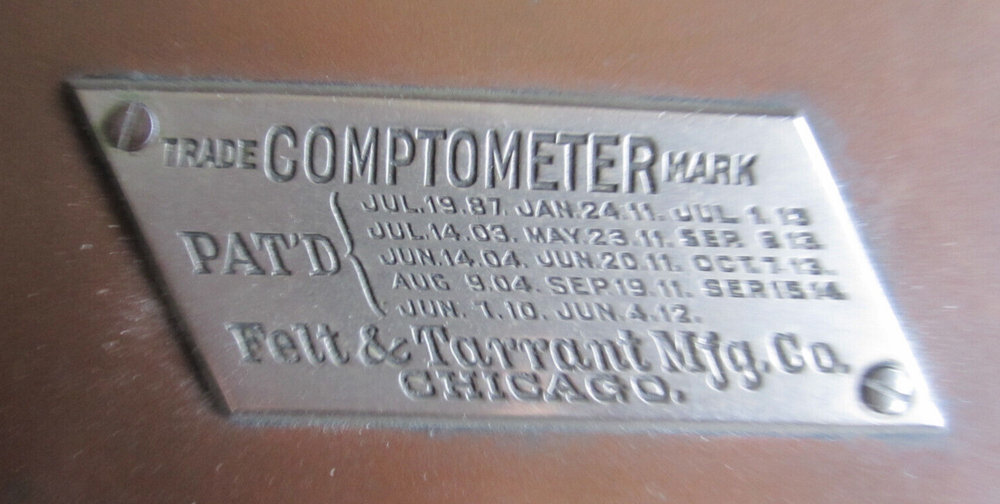 TRADE COMPTOMETER MARK
PAT'D
JUL.19.87. JAN.24.11. JUL 1.13
JUL.14.03. MAY.23.11. SEP. 9.13.
JUN.14.04. JUN.20.11. OCT.7.13.
AUG 9.04. SEP.19.11. SEP.15.14.
JUN. 7.10. JUN.4.12.
Felt & Tarrant Mfg. Co.
CHICAGO.